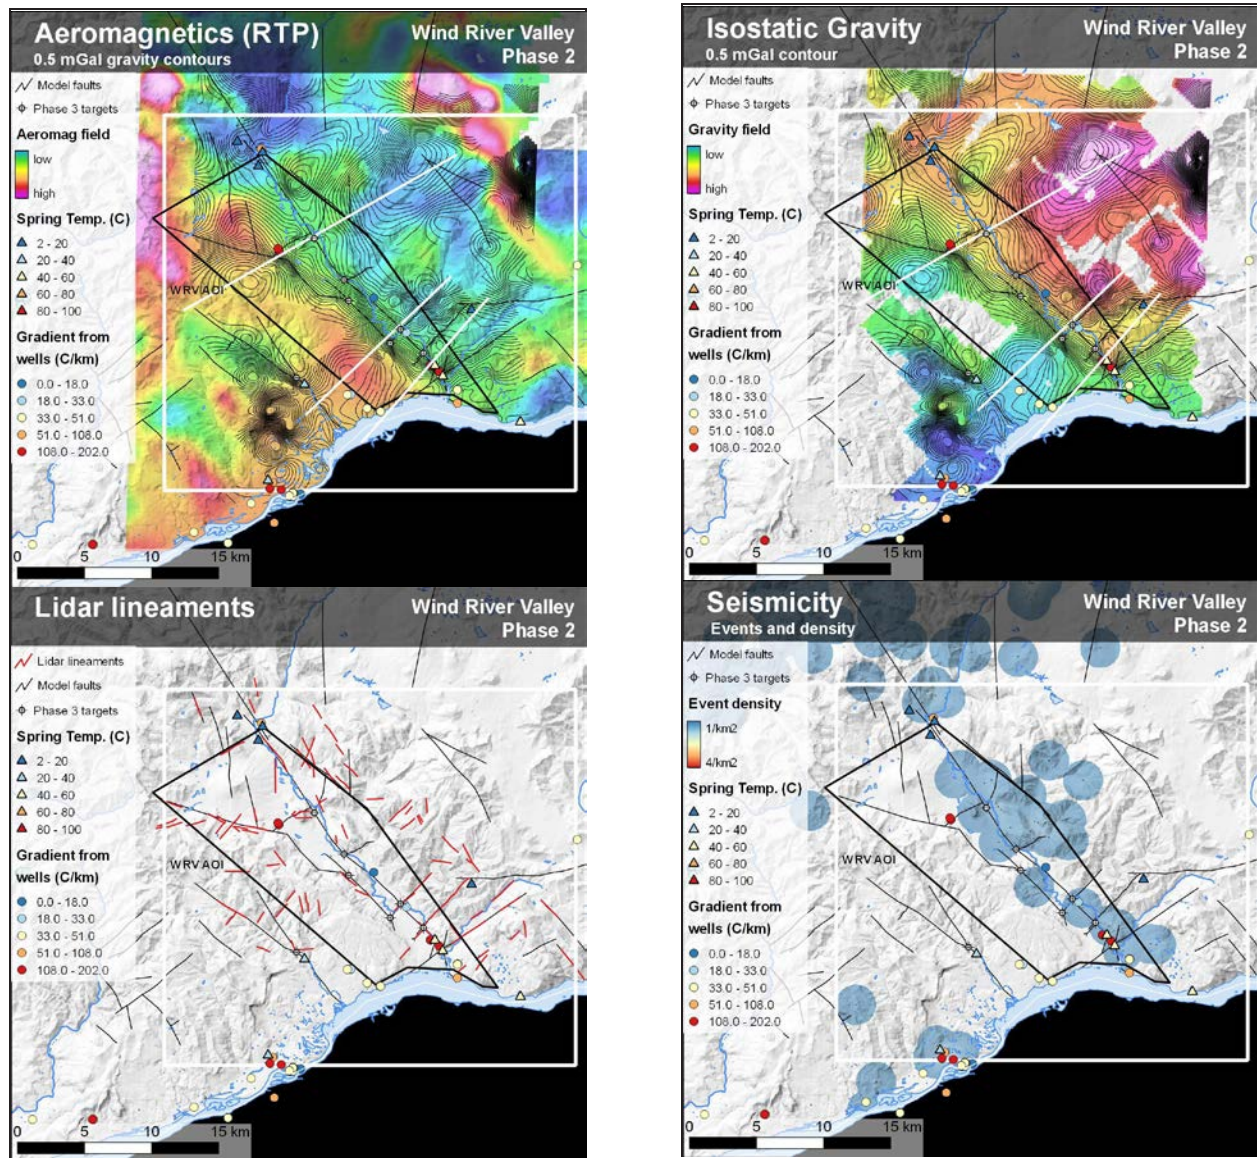 Aeromagnetics (RTP)
0.5 mGal gravity contours
Wind River Valley
Phase 2
Model faults
Phase 3 targets
Aeromag field
low
high
Spring Temp. (C)
2 - 20
20 - 40
40 - 60
60 - 80
80 - 100
Gradient from
wells (C/km)
0.0 - 18.0
18.0 - 33.0
33.0 - 51.0
51.0 - 108.0
108.0 - 202.0
WRV AOI
0 5 10 15 km
Isostatic Gravity
0.5 mGal contour
Wind River Valley
Phase 2
Model faults
Phase 3 targets
Gravity field
low
high
Spring Temp. (C)
2 - 20
20 - 40
40 - 60
60 - 80
80 - 100
Gradient from
wells (C/km)
0.0 - 18.0
18.0 - 33.0
33.0 - 51.0
51.0 - 108.0
108.0 - 202.0
WRV AOI
0 5 10 15 km
Lidar lineaments
Wind River Valley
Phase 2
Lidar lineaments
Model faults
Phase 3 targets
Spring Temp. (C)
2 - 20
20 - 40
40 - 60
60 - 80
80 - 100
Gradient from
wells (C/km)
0.0 - 18.0
18.0 - 33.0
33.0 - 51.0
51.0 - 108.0
108.0 - 202.0
WRV AOI
0 5 10 15 km
Seismicity
Events and density
Wind River Valley
Phase 2
Model faults
Phase 3 targets
Event density
1/km2
4/km2
Spring Temp. (C)
2 - 20
20 - 40
40 - 60
60 - 80
80 - 100
Gradient from
wells (C/km)
0.0 - 18.0
18.0 - 33.0
33.0 - 51.0
51.0 - 108.0
108.0 - 202.0
WRV AOI
0 5 10 15 km